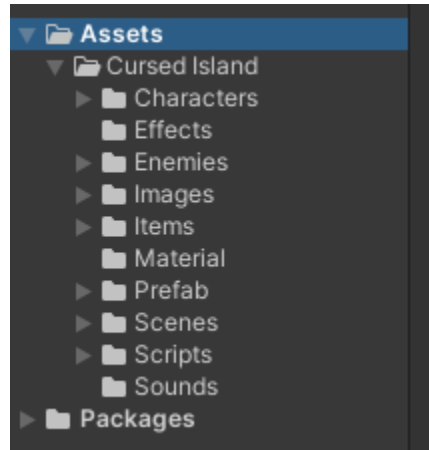 Assets
Cursed Island
Characters
Effects
Enemies
Images
Items
Material
Prefab
Scenes
Scripts
Sounds
Packages